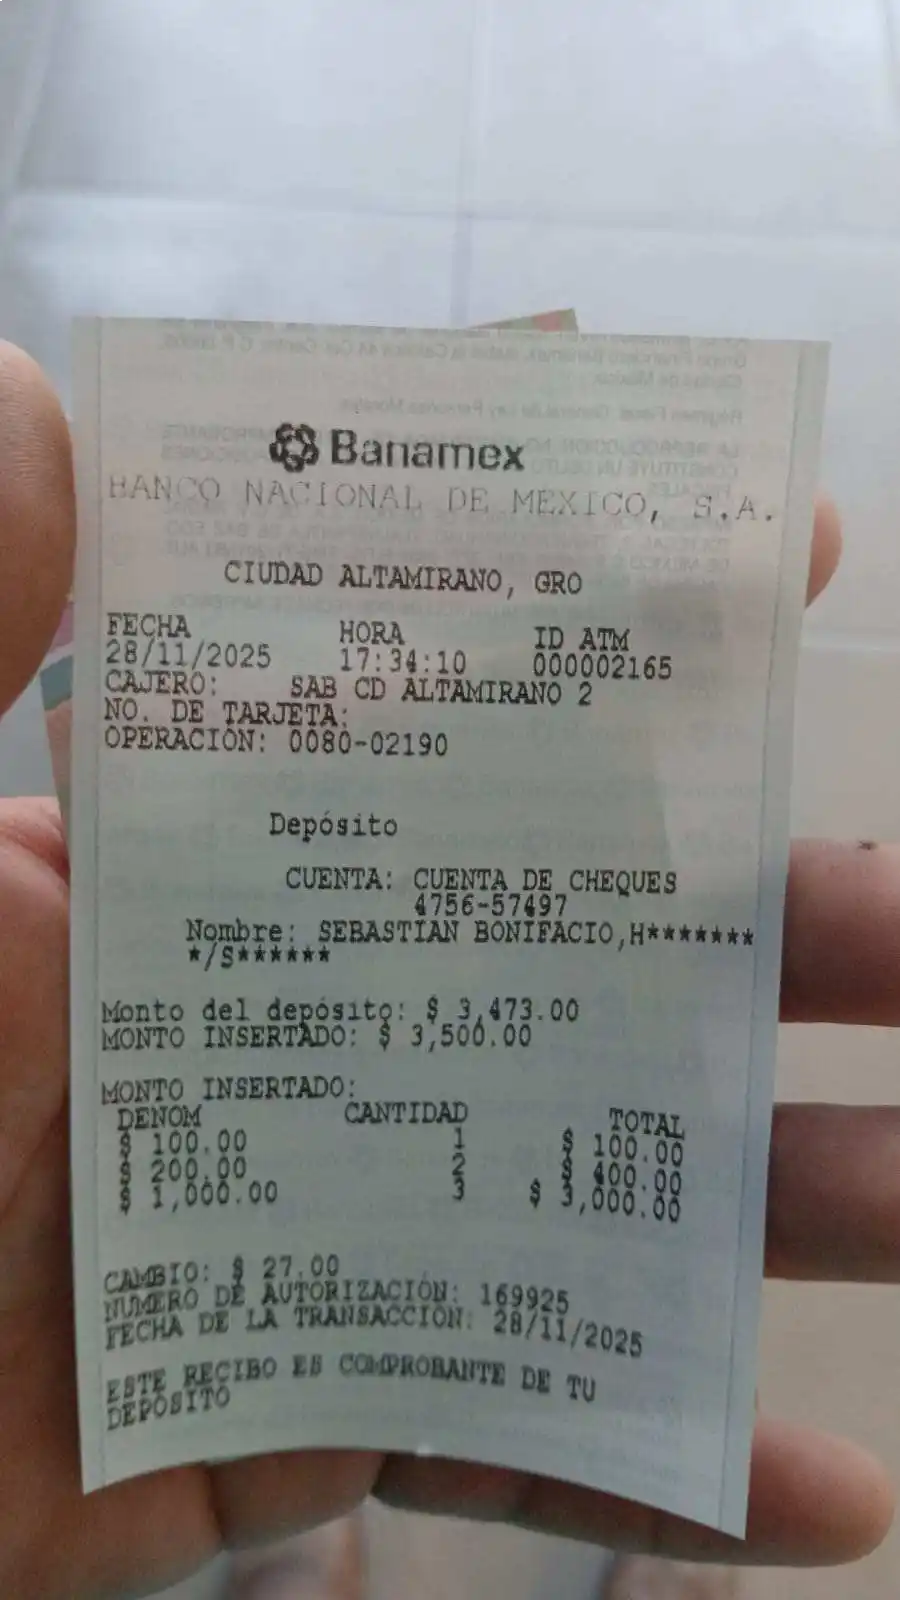 Banamex
BANCO NACIONAL DE MEXICO, S.A.
CIUDAD ALTAMIRANO, GRO
FECHA HORA ID ATM
28/11/2025 17:34:10 000002165
CAJERO: SAB CD ALTAMIRANO 2
NO. DE TARJETA:
OPERACIÓN: 0080-02190
Depósito
CUENTA: CUENTA DE CHEQUES
4756-57497
Nombre: SEBASTIAN BONIFACIO,H*******
*/S******
Monto del depósito: $ 3,473.00
MONTO INSERTADO: $ 3,500.00
MONTO INSERTADO:
DENOM CANTIDAD TOTAL
$ 100.00 1 $ 100.00
$ 200.00 2 $ 400.00
$ 1,000.00 3 $ 3,000.00
CAMBIO: $ 27.00
NUMERO DE AUTORIZACIÓN: 169925
FECHA DE LA TRANSACCIÓN: 28/11/2025
ESTE RECIBO ES COMPROBANTE DE TU
DEPÓSITO